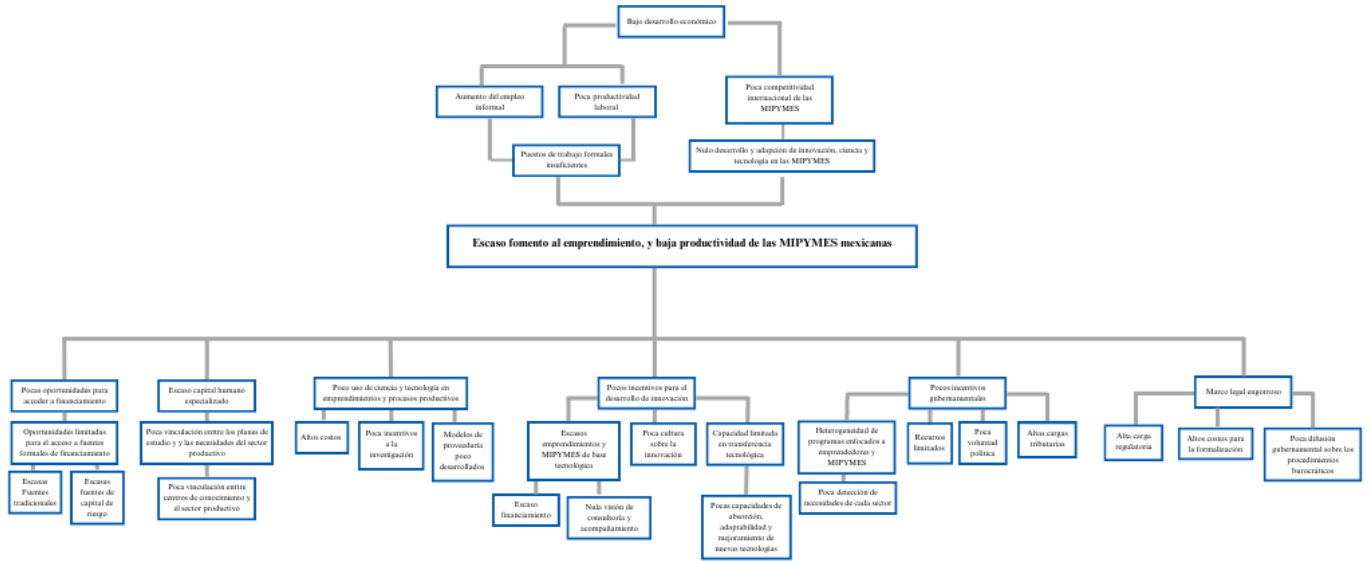 Bajo desarrollo económico
Aumento del empleo
informal
Poca productividad
laboral
Poca competitividad
internacional de las
MIPYMES
Puestos de trabajo formales
insuficientes
Nulo desarrollo y adapción de innovación, ciencia y
tecnología en las MIPYMES
Escaso fomento al emprendimiento, y baja productividad de las MIPYMES mexicanas
Pocas oportunidades para
acceder a financiamiento
Oportunidades limitadas
para el acceso a fuentes
formales de financiamiento
Escasas
Fuentes
tradicionales
Escasas
fuentes de
capital de
riesgo
Escaso capital humano
especializado
Poca vinculación entre los planes de
estudio y y las necesidades del sector
productivo
Poca vinculación entre
centros de conocimiento y
el sector productivo
Poco uso de ciencia y tecnología en
emprendimientos y procesos productivos
Altos costos
Poca incentivos
a la
investigación
Modelos de
proveeduría
poco
desarrollados
Pocos incentivos para el
desarrollo de innovación
Escasos
emprendimientos y
MIPYMES de base
tecnológica
Escaso
financiamiento
Nula visión de
consultoría y
acompañamiento
Poca cultura
sobre la
innovación
Capacidad limitada
en transferencia
tecnológica
Pocas capacidades de
absorción,
adaptabilidad y
mejoramiento de
nuevas tecnologías
Pocos incentivos
gubernamentales
Heterogeneidad de
programas enfocados a
emprendedores y
MIPYMES
Poca detección de
necesidades de cada sector
Recursos
limitados
Poca
voluntad
política
Altas cargas
tributarias
Marco legal engorroso
Alta carga
regulatoria
Altos costos para
la formalización
Poca difusión
gubernamental sobre los
procedimientos
burocráticos